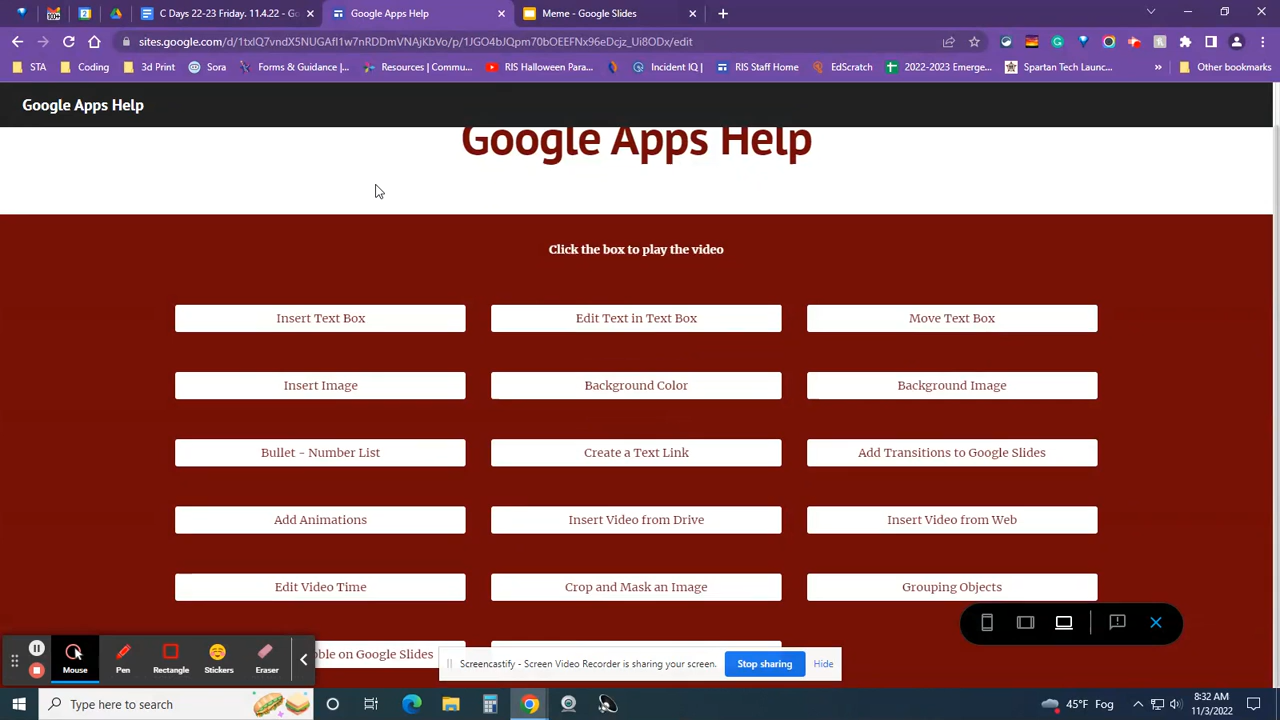 C Days 22-23 Friday. 11.4.22 - Go
Google Apps Help
Meme - Google Slides
sites.google.com/d/1txlQ7vndX5NUGAfI1w7nRDDmVNAjKbVo/p/1JGO4bJQpm70bOEEFNx96eDcjz_Ui8ODx/edit
STA
Coding
3d Print
Sora
Forms & Guidance |...
Resources | Commu...
RIS Halloween Para...
Incident IQ |
RIS Staff Home
EdScratch
2022-2023 Emerge...
Spartan Tech Launc...
Other bookmarks
Google Apps Help
Google Apps Help
Click the box to play the video
Insert Text Box
Edit Text in Text Box
Move Text Box
Insert Image
Background Color
Background Image
Bullet - Number List
Create a Text Link
Add Transitions to Google Slides
Add Animations
Insert Video from Drive
Insert Video from Web
Edit Video Time
Crop and Mask an Image
Grouping Objects
on Google Slides
Mouse
Pen
Rectangle
Stickers
Eraser
Screencastify - Screen Video Recorder is sharing your screen.
Stop sharing
Hide
Type here to search
45°F Fog
8:32 AM
11/3/2022